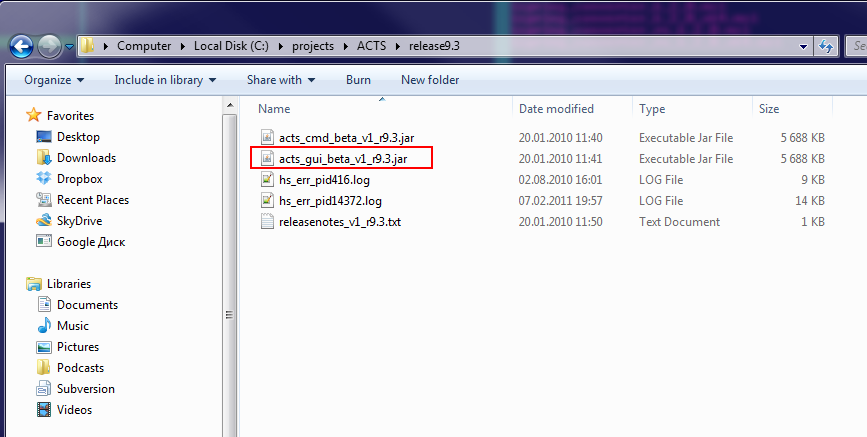 Computer Local Disk (C:) projects ACTS release9.3
Organize Include in library Share with Burn New folder
Favorites
Desktop
Downloads
Dropbox
Recent Places
SkyDrive
Google Диск
Libraries
Documents
Music
Pictures
Podcasts
Subversion
Videos
Name Date modified Type Size
acts_cmd_beta_v1_r9.3.jar 20.01.2010 11:40 Executable Jar File 5 688 KB
acts_gui_beta_v1_r9.3.jar 20.01.2010 11:41 Executable Jar File 5 688 KB
hs_err_pid416.log 02.08.2010 16:01 LOG File 9 KB
hs_err_pid14372.log 07.02.2011 19:57 LOG File 14 KB
releasenotes_v1_r9.3.txt 20.01.2010 11:50 Text Document 1 KB